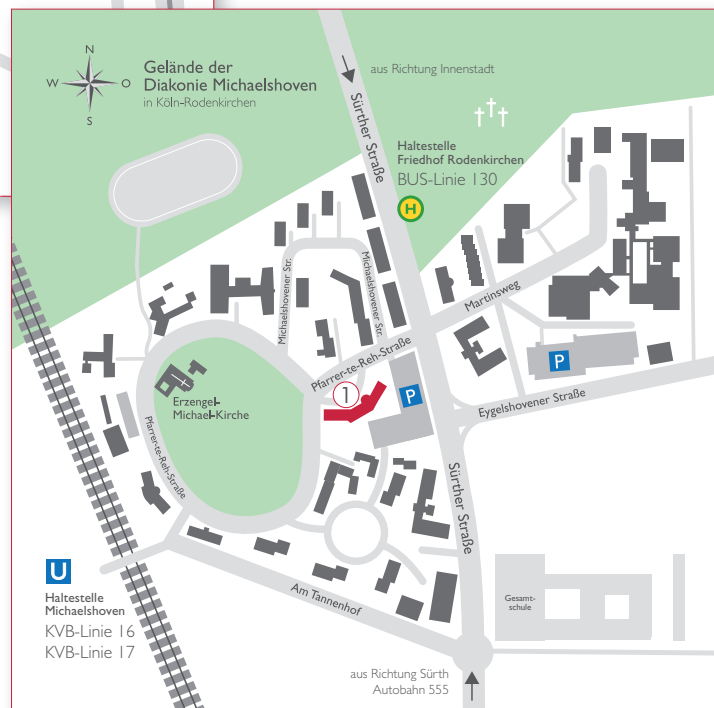 N
W
O
S
Gelände der
Diakonie Michaelshoven
in Köln-Rodenkirchen
aus Richtung Innenstadt
Sürther Straße
Haltestelle
Friedhof Rodenkirchen
BUS-Linie 130
H
Michaelshovener Str.
Michaelshovener Str.
Martinsweg
Pfarrer-te-Reh-Straße
P
1
P
Erzengel-
Michael-Kirche
Eygelshovener Straße
Pfarrer-te-Reh-Straße
Sürther Straße
U
Haltestelle
Michaelshoven
KVB-Linie 16
KVB-Linie 17
Am Tannenhof
Gesamt-
schule
aus Richtung Sürth
Autobahn 555